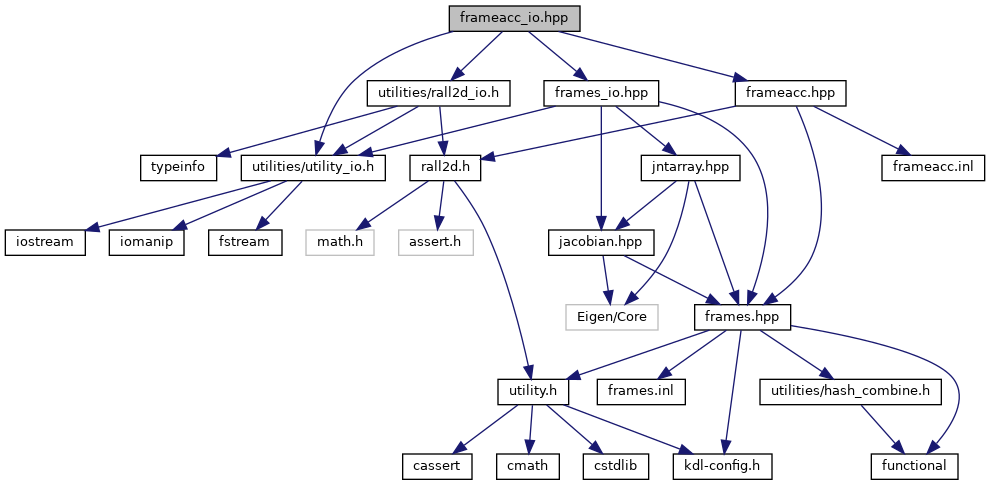 frameacc_io.hpp
utilities/rall2d_io.h
frames_io.hpp
frameacc.hpp
typeinfo
utilities/utility_io.h
rall2d.h
jntarray.hpp
frameacc.inl
iostream
iomanip
fstream
math.h
assert.h
jacobian.hpp
Eigen/Core
frames.hpp
utility.h
frames.inl
utilities/hash_combine.h
cassert
cmath
cstdlib
kdl-config.h
functional